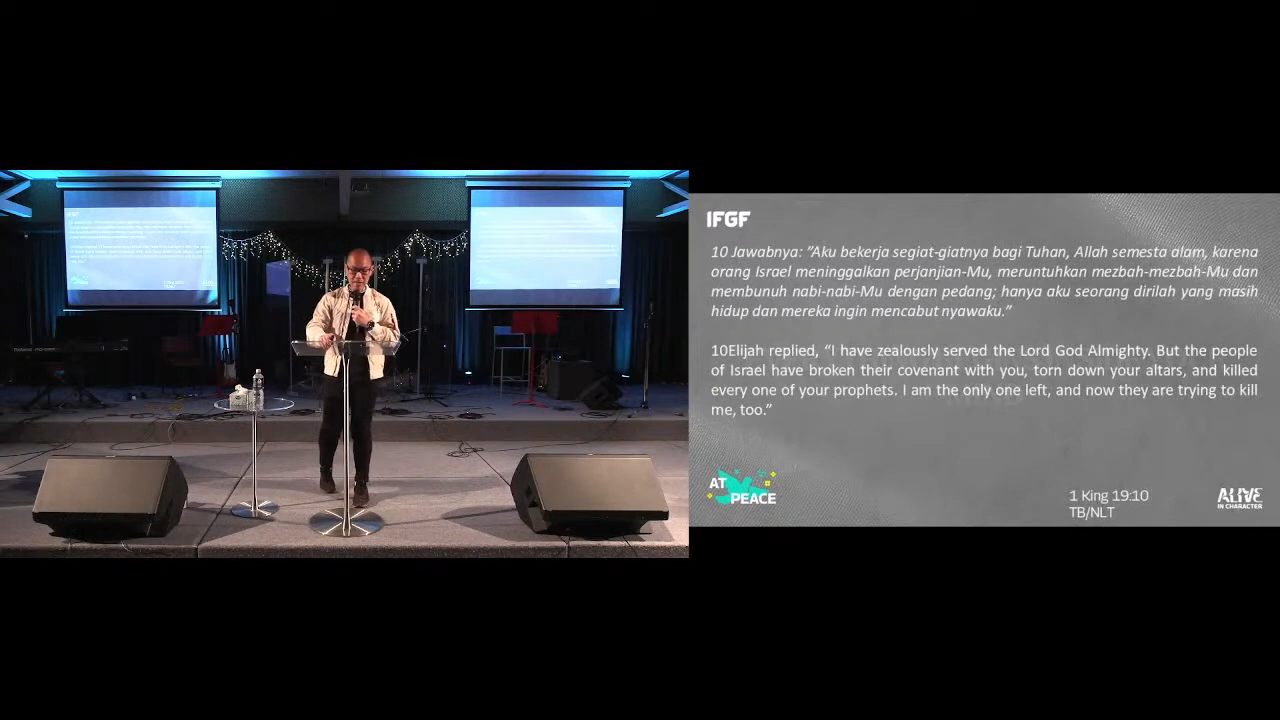 IFGF
10 Jawabnya: "Aku bekerja segiat-giatnya bagi Tuhan, Allah semesta alam, karena
orang Israel meninggalkan perjanjian-Mu, meruntuhkan mezbah-mezbah-Mu dan
membunuh nabi-nabi-Mu dengan pedang; hanya aku seorang dirilah yang masih
hidup dan mereka ingin mencabut nyawaku."
10Elijah replied, "I have zealously served the Lord God Almighty. But the people
of Israel have broken their covenant with you, torn down your altars, and killed
every one of your prophets. I am the only one left, and now they are trying to kill
me, too."
AT
PEACE
1 King 19:10
TB/NLT
ALIVE
IN CHARACTER